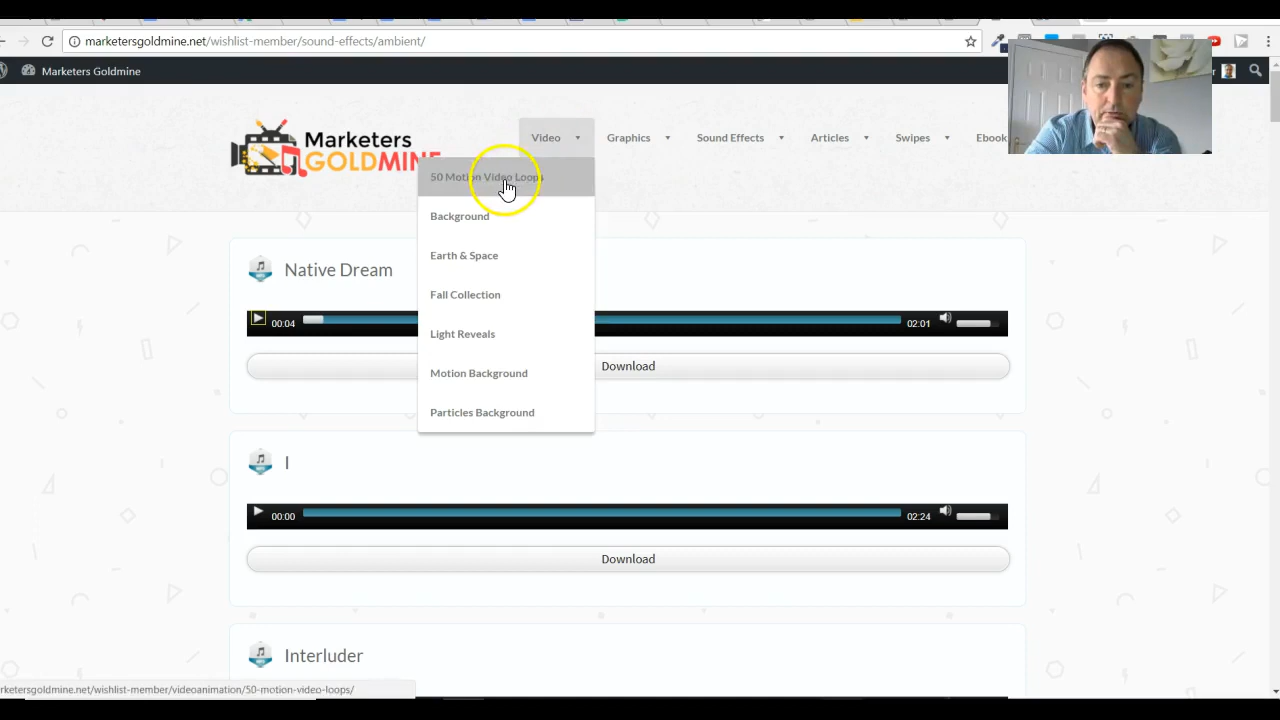 marketersgoldmine.net/wishlist-member/sound-effects/ambient/
Marketers Goldmine
r
Marketers
GOLDMINE
Video
Graphics
Sound Effects
Articles
Swipes
Ebook
50 Motion Video Loops
Background
Earth & Space
Fall Collection
Light Reveals
Motion Background
Particles Background
Native Dream
00:04
02:01
Download
I
00:00
02:24
Download
Interluder
rketersgoldmine.net/wishlist-member/videoanimation/50-motion-video-loops/